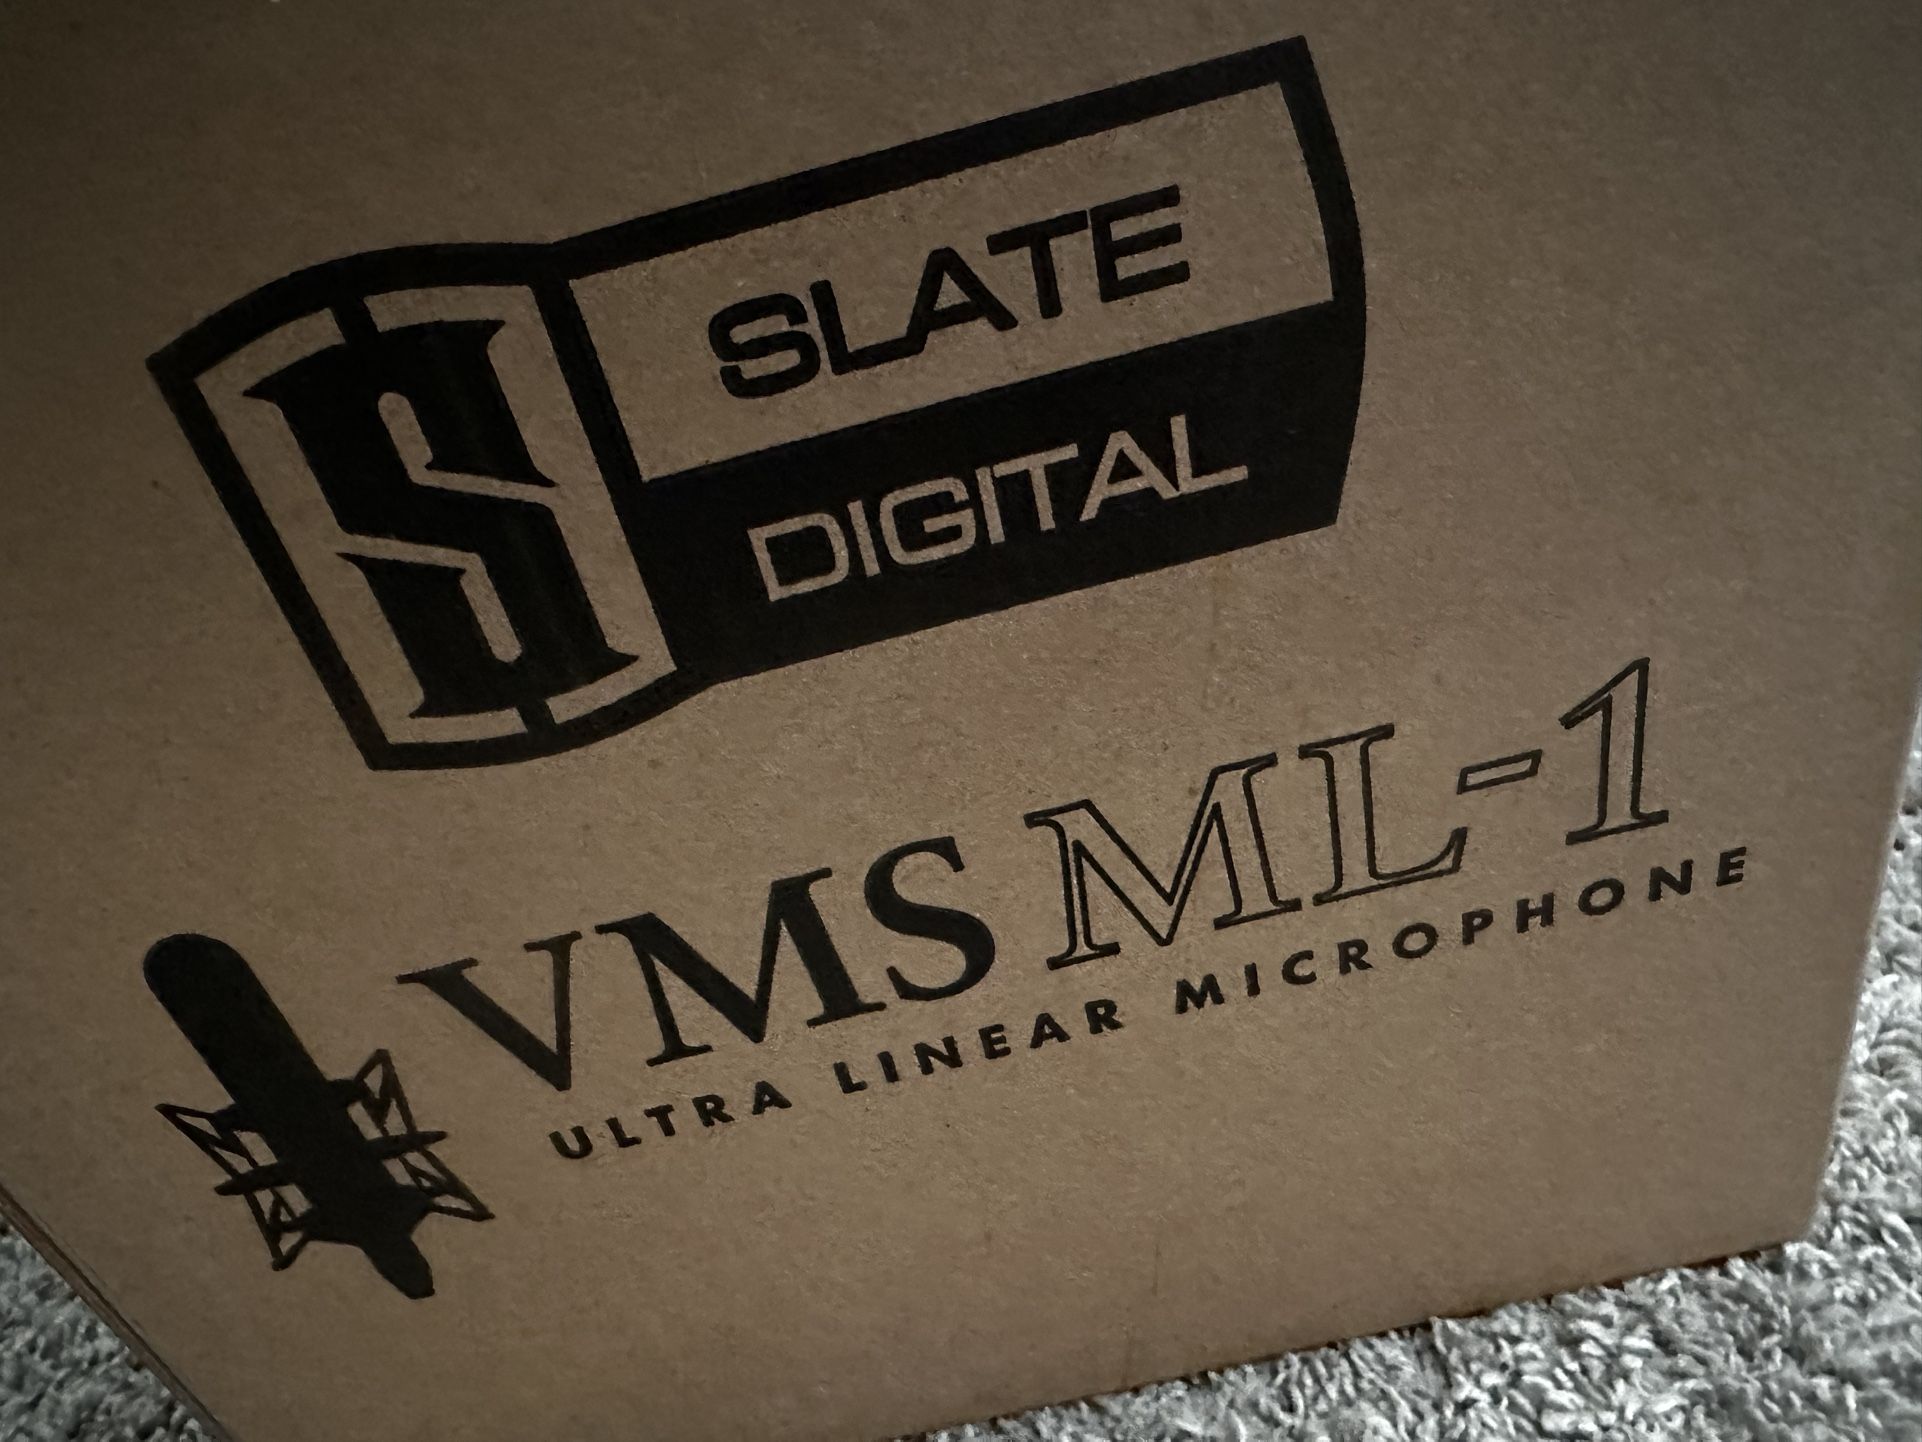 S
SLATE
DIGITAL
VMS ML-1
ULTRA LINEAR MICROPHONE